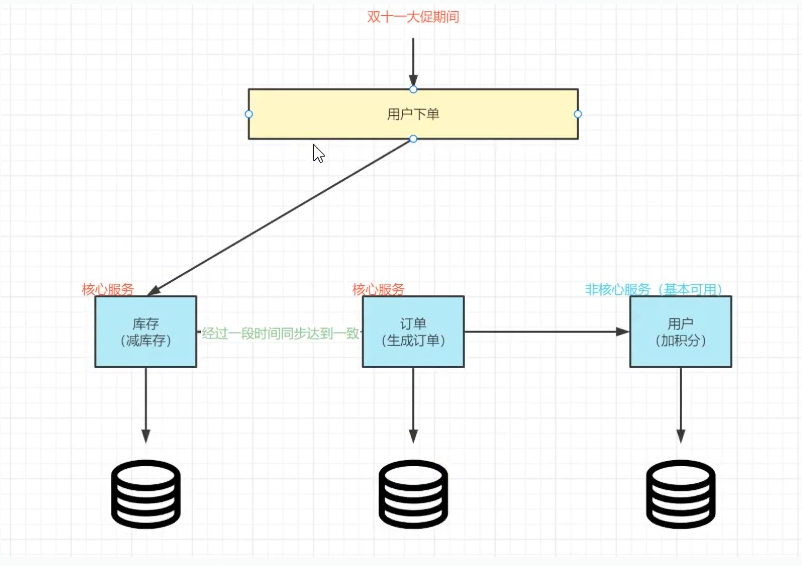 双十一大促期间
用户下单
核心服务
核心服务
非核心服务（基本可用）
库存
（减库存）
经过一段时间同步达到一致
订单
（生成订单）
用户
（加积分）